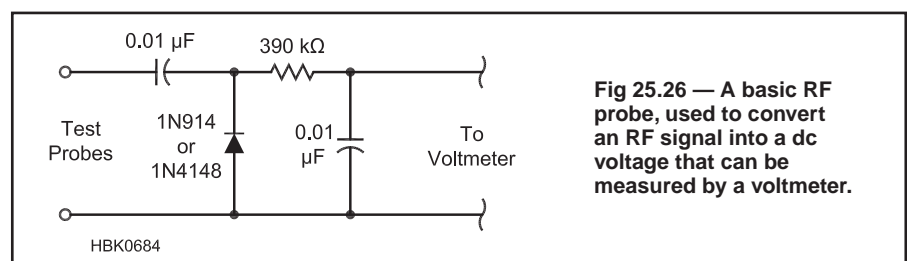 0.01 µF
390 kΩ
Test
Probes
1N914
or
1N4148
0.01
µF
To
Voltmeter
HBK0684
Fig 25.26 — A basic RF
probe, used to convert
an RF signal into a dc
voltage that can be
measured by a voltmeter.